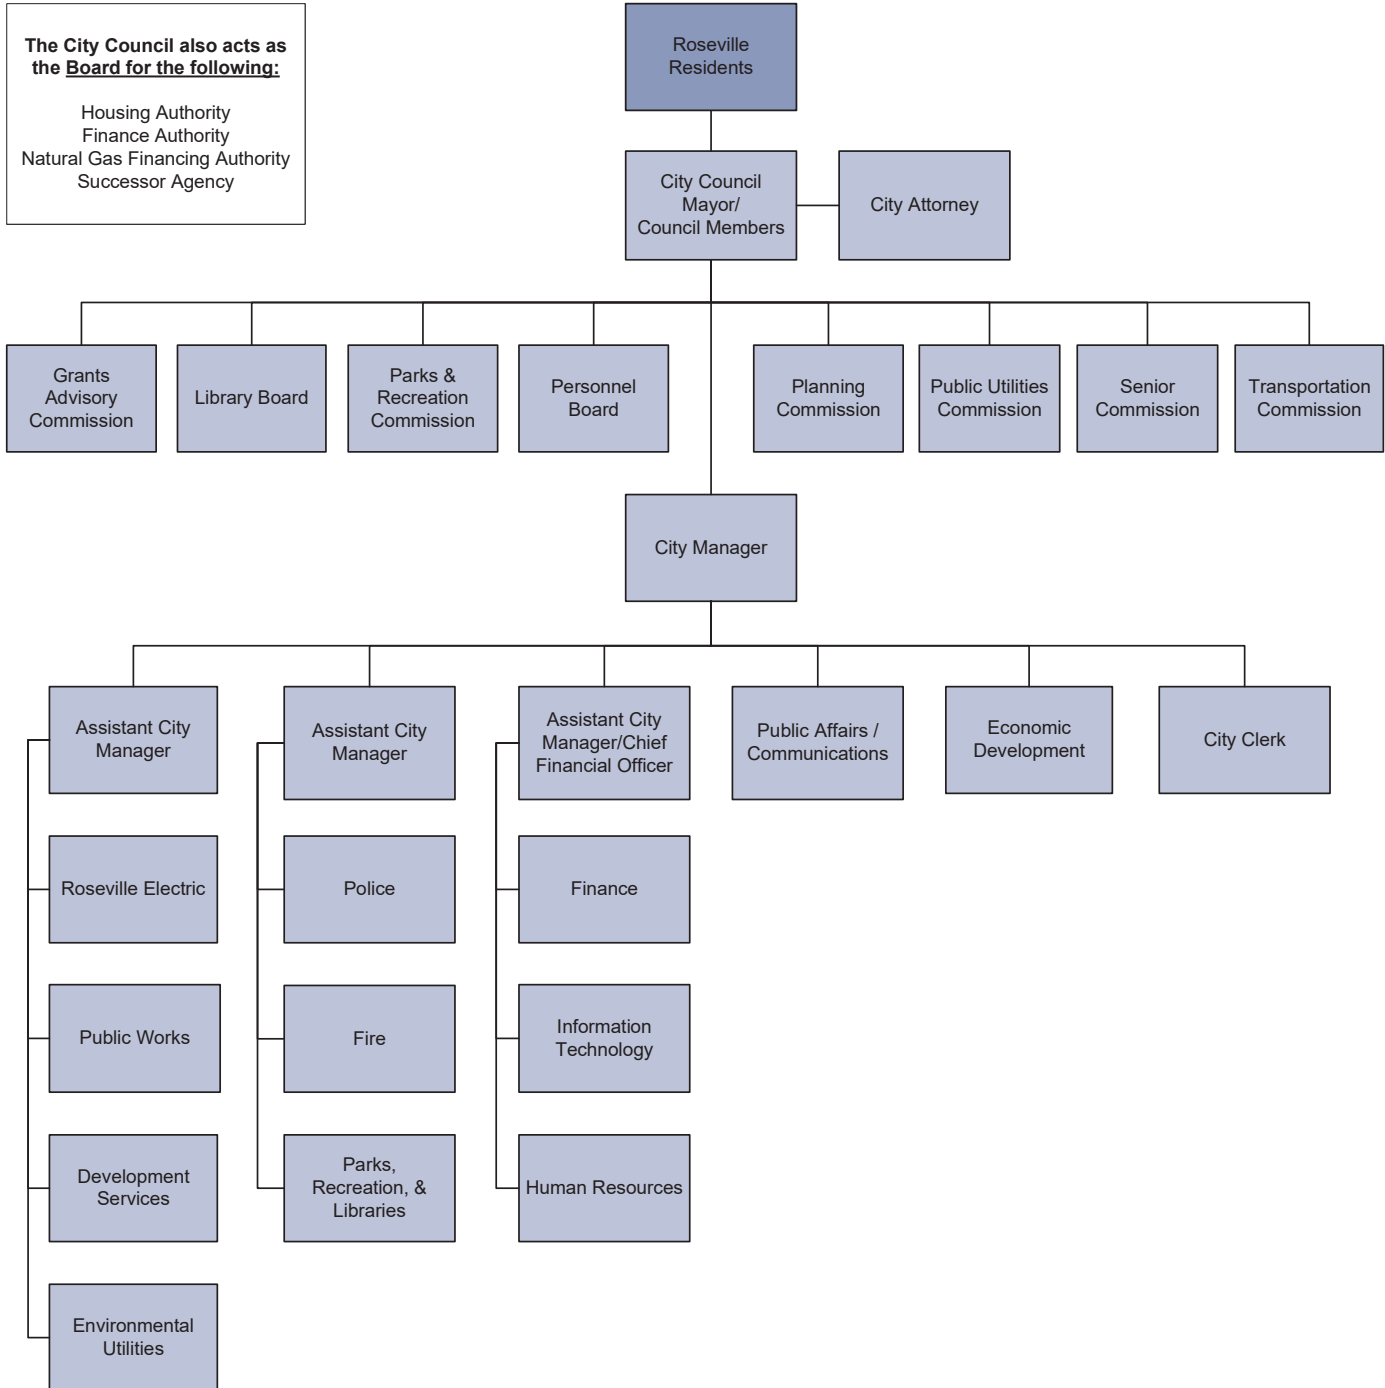 The City Council also acts as
the Board for the following:
Housing Authority
Finance Authority
Natural Gas Financing Authority
Successor Agency
Roseville
Residents
City Council
Mayor/
Council Members
City Attorney
Grants
Advisory
Commission
Library Board
Parks &
Recreation
Commission
Personnel
Board
Planning
Commission
Public Utilities
Commission
Senior
Commission
Transportation
Commission
City Manager
Assistant City
Manager
Assistant City
Manager
Assistant City
Manager/Chief
Financial Officer
Public Affairs /
Communications
Economic
Development
City Clerk
Roseville Electric
Police
Finance
Public Works
Fire
Information
Technology
Development
Services
Parks,
Recreation, &
Libraries
Human Resources
Environmental
Utilities